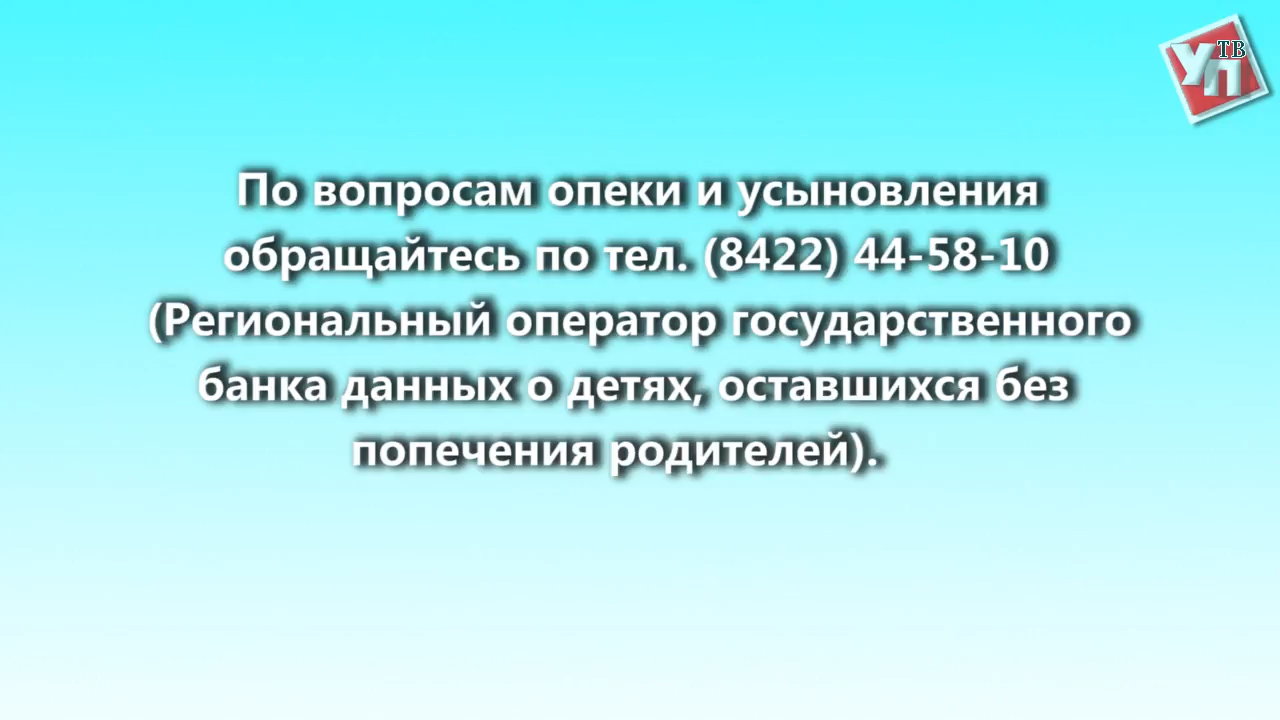 УП ТВ
По вопросам опеки и усыновления
обращайтесь по тел. (8422) 44-58-10
(Региональный оператор государственного
банка данных о детях, оставшихся без
попечения родителей).